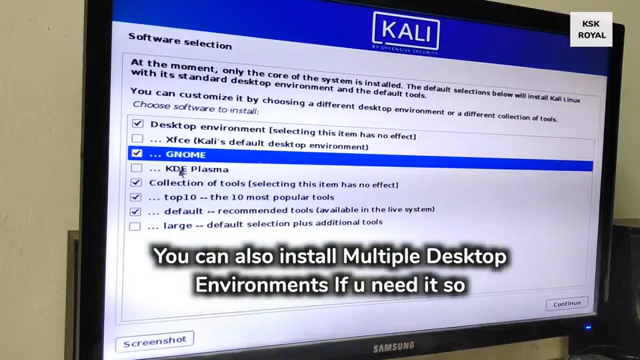 KSK
ROYAL
KALI
BY OFFENSIVE SECURITY
Software selection
At the moment, only the core of the system is installed. The default selections below will install Kali Linux
with its standard desktop environment and the default tools.
You can customize it by choosing a different desktop environment or a different collection of tools.
Choose software to install:
Desktop environment [selecting this item has no effect]
... Xfce (Kali's default desktop environment)
... GNOME
... KDE Plasma
Collection of tools [selecting this item has no effect]
... top10 -- the 10 most popular tools
... default -- recommended tools (available in the live system)
... large -- default selection plus additional tools
You can also install Multiple Desktop
Environments If u need it so
Continue
Screenshot
SAMSUNG